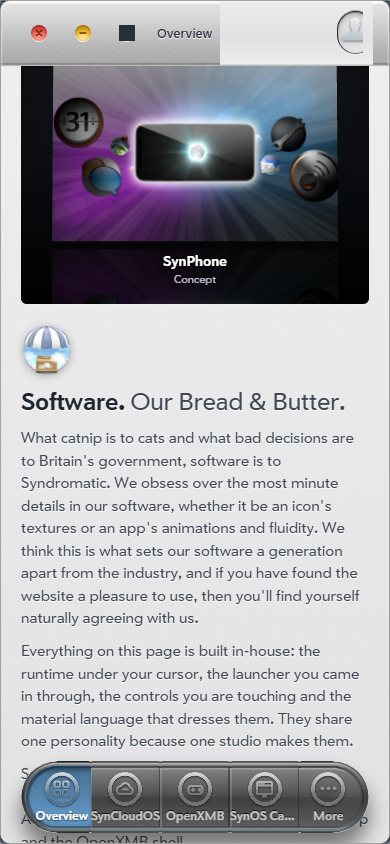 Overview
31
SynPhone
Concept
Software. Our Bread & Butter.
What catnip is to cats and what bad decisions are
to Britain's government, software is to
Syndromatic. We obsess over the most minute
details in our software, whether it be an icon's
textures or an app's animations and fluidity. We
think this is what sets our software a generation
apart from the industry, and if you have found the
website a pleasure to use, then you'll find yourself
naturally agreeing with us.
Everything on this page is built in-house: the
runtime under your cursor, the launcher you came
in through, the controls you are touching and the
material language that dresses them. They share
one personality because one studio makes them.
Overview
SynCloudOS
OpenXMB
SynOS Ca...
More
and the OpenXMB shell